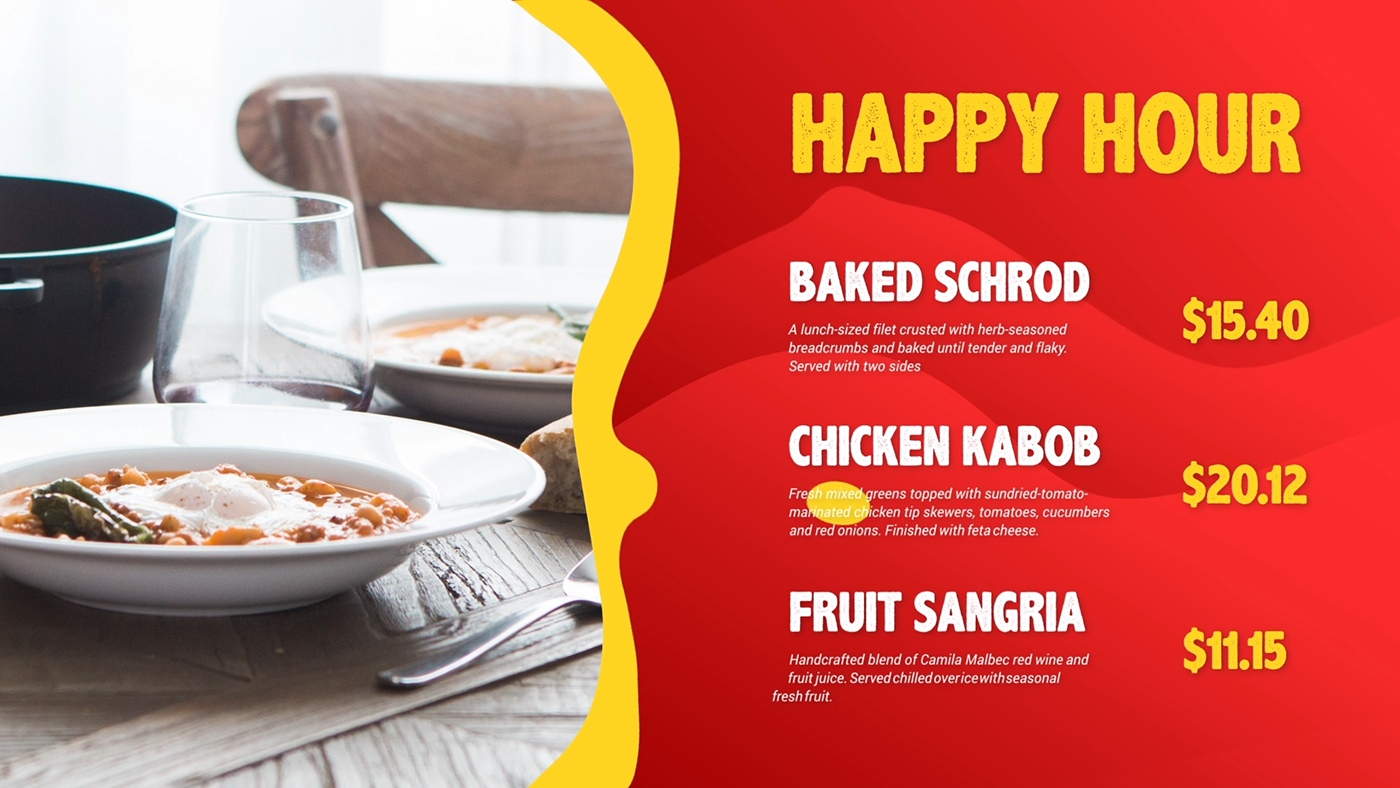 HAPPY HOUR
BAKED SCHROD
A lunch-sized filet crusted with herb-seasoned
breadcrumbs and baked until tender and flaky.
Served with two sides
$15.40
CHICKEN KABOB
Fresh mixed greens topped with sundried-tomato-
marinated chicken tip skewers, tomatoes, cucumbers
and red onions. Finished with feta cheese.
$20.12
FRUIT SANGRIA
Handcrafted blend of Camila Malbec red wine and
fruit juice. Served chilled over ice with seasonal
fresh fruit.
$11.15